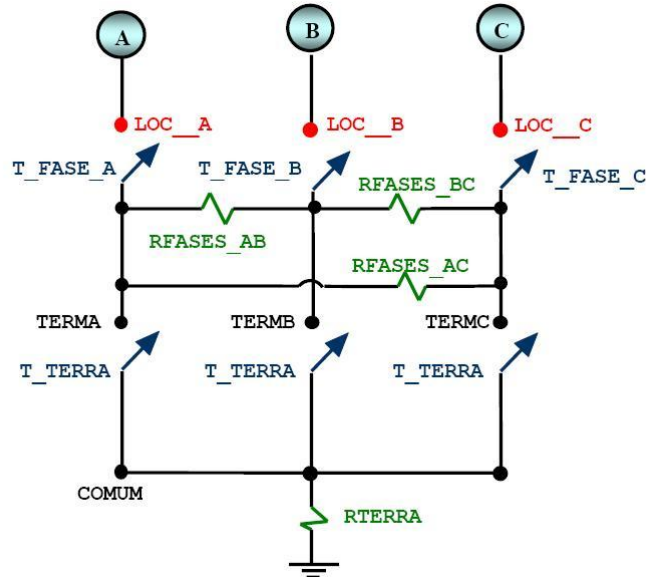 A B C
LOC__A LOC__B LOC__C
T_FASE_A T_FASE_B T_FASE_C
RFASES_BC
RFASES_AB
RFASES_AC
TERMA TERMB TERMC
T_TERRA T_TERRA T_TERRA
COMUM
RTERRA